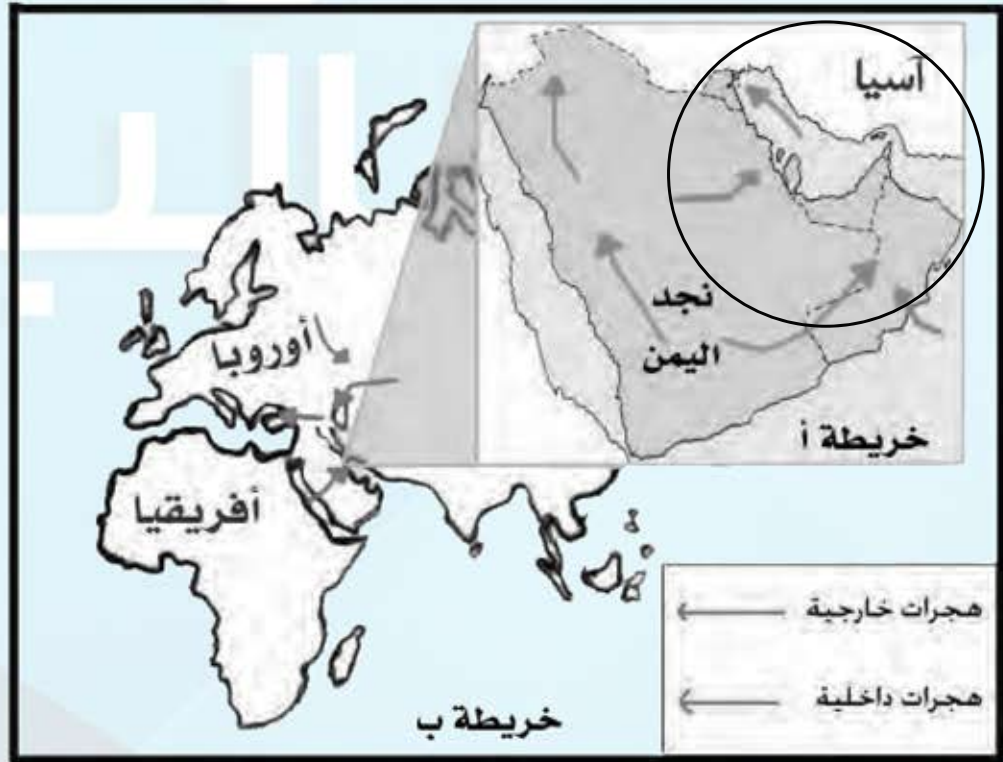 آسيا
نجد
اليمن
خريطة أ
أوروبا
أفريقيا
خريطة ب
هجرات خارجية
هجرات داخلية